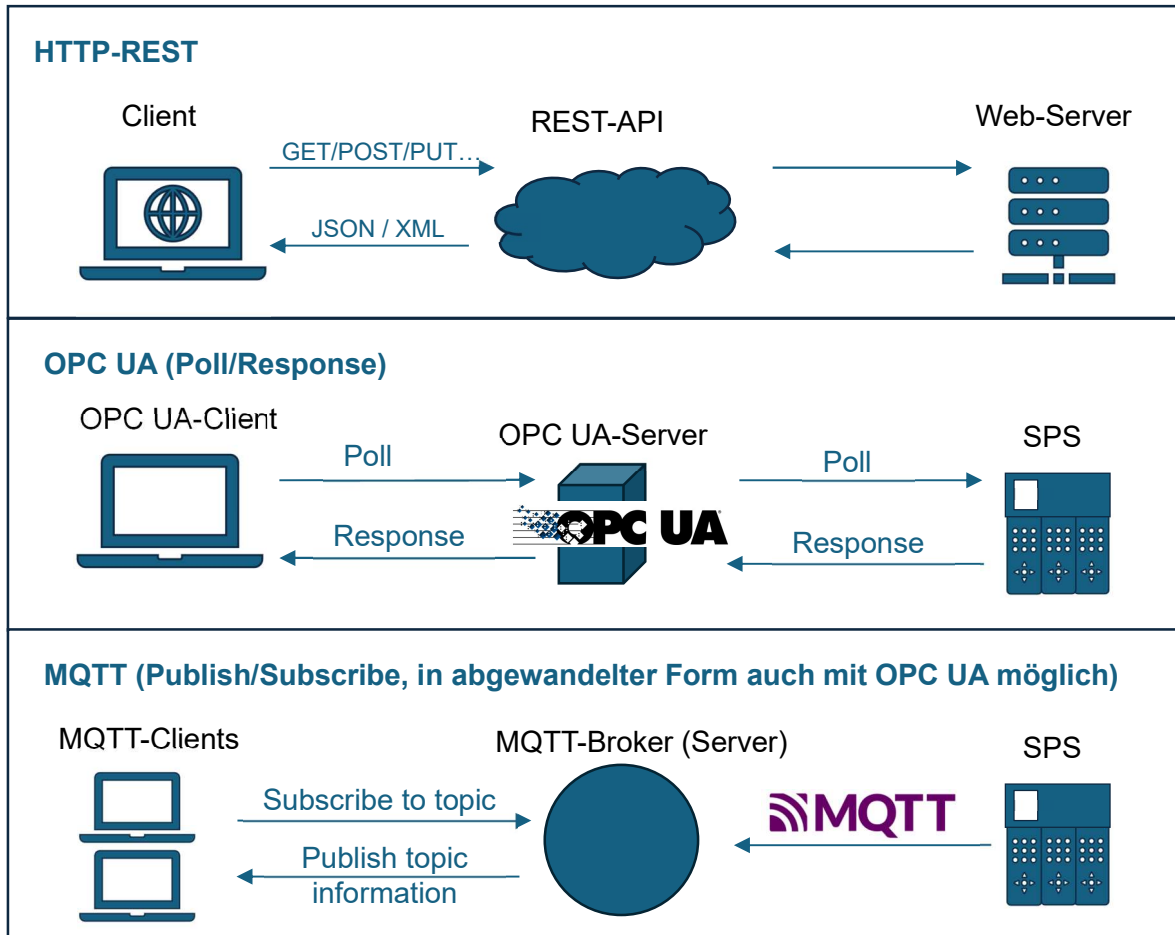 HTTP-REST
Client
REST-API
Web-Server
GET/POST/PUT…
JSON / XML
OPC UA (Poll/Response)
OPC UA-Client
OPC UA-Server
SPS
Poll
Poll
OPC UA
Response
Response
MQTT (Publish/Subscribe, in abgewandelter Form auch mit OPC UA möglich)
MQTT-Clients
MQTT-Broker (Server)
SPS
Subscribe to topic
MQTT
Publish topic
information